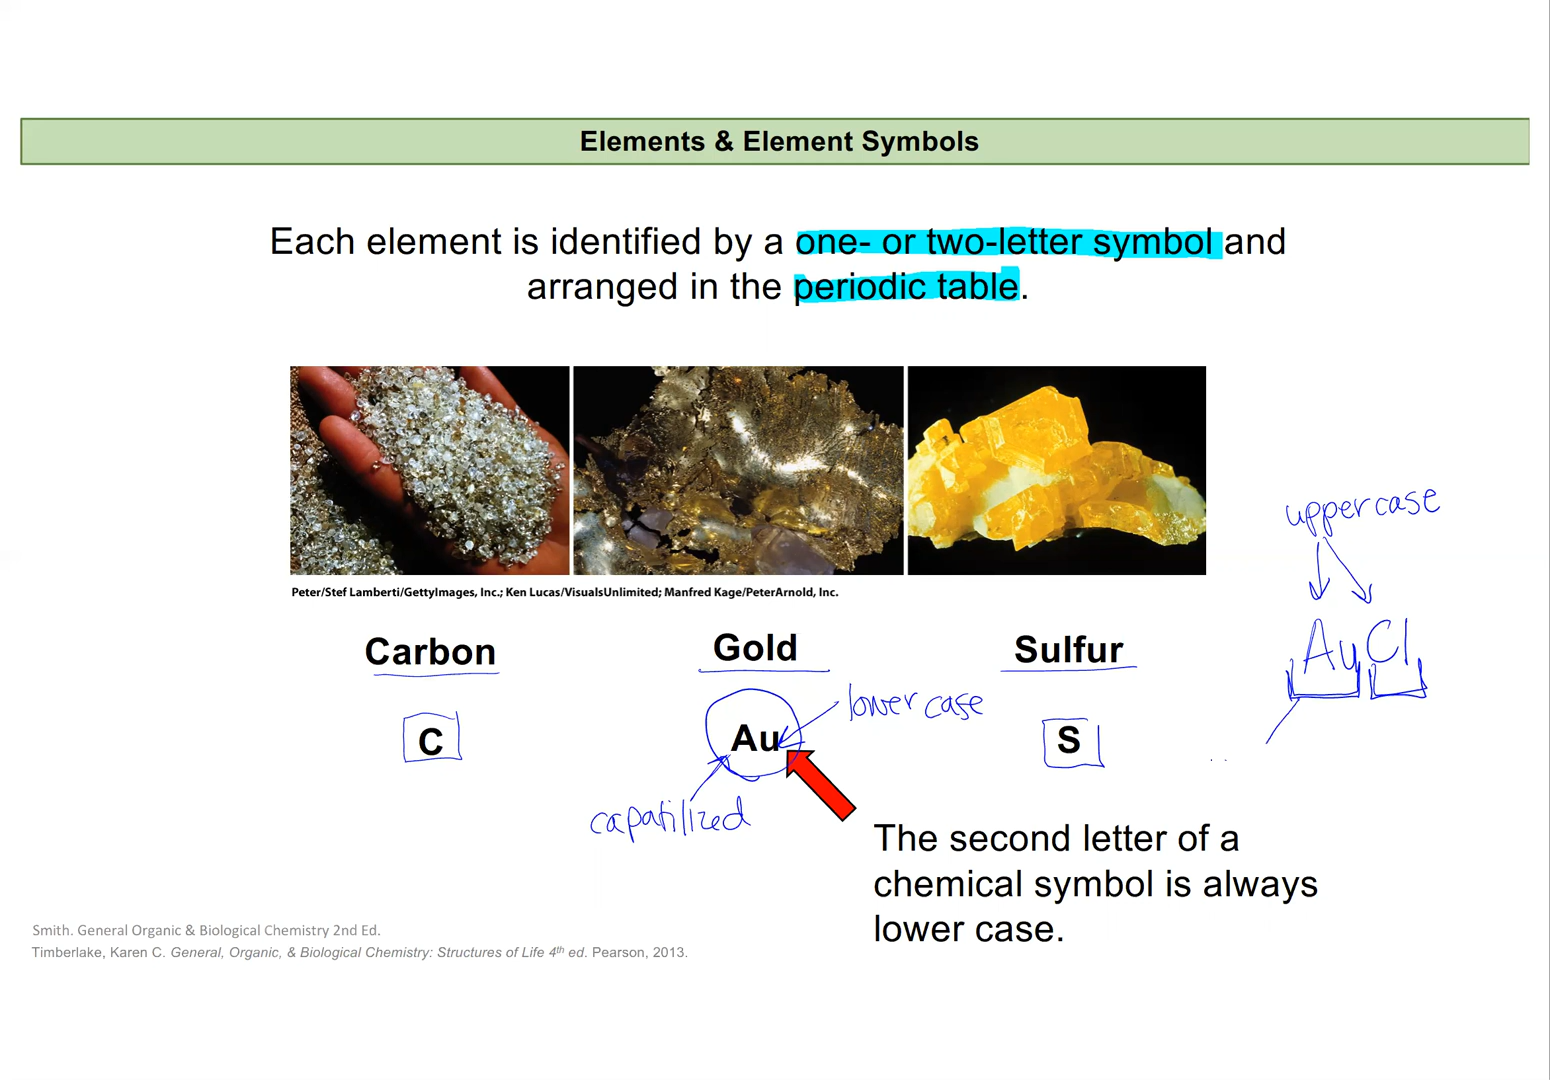 Elements & Element Symbols
Each element is identified by a one- or two-letter symbol and
arranged in the periodic table.
Peter/Stef Lamberti/GettyImages, Inc.; Ken Lucas/VisualsUnlimited; Manfred Kage/PeterArnold, Inc.
uppercase
AuCl
Carbon
Gold
Sulfur
C
Au
S
lower case
capatilized
The second letter of a
chemical symbol is always
lower case.
Smith. General Organic & Biological Chemistry 2nd Ed.
Timberlake, Karen C. General, Organic, & Biological Chemistry: Structures of Life 4th ed. Pearson, 2013.